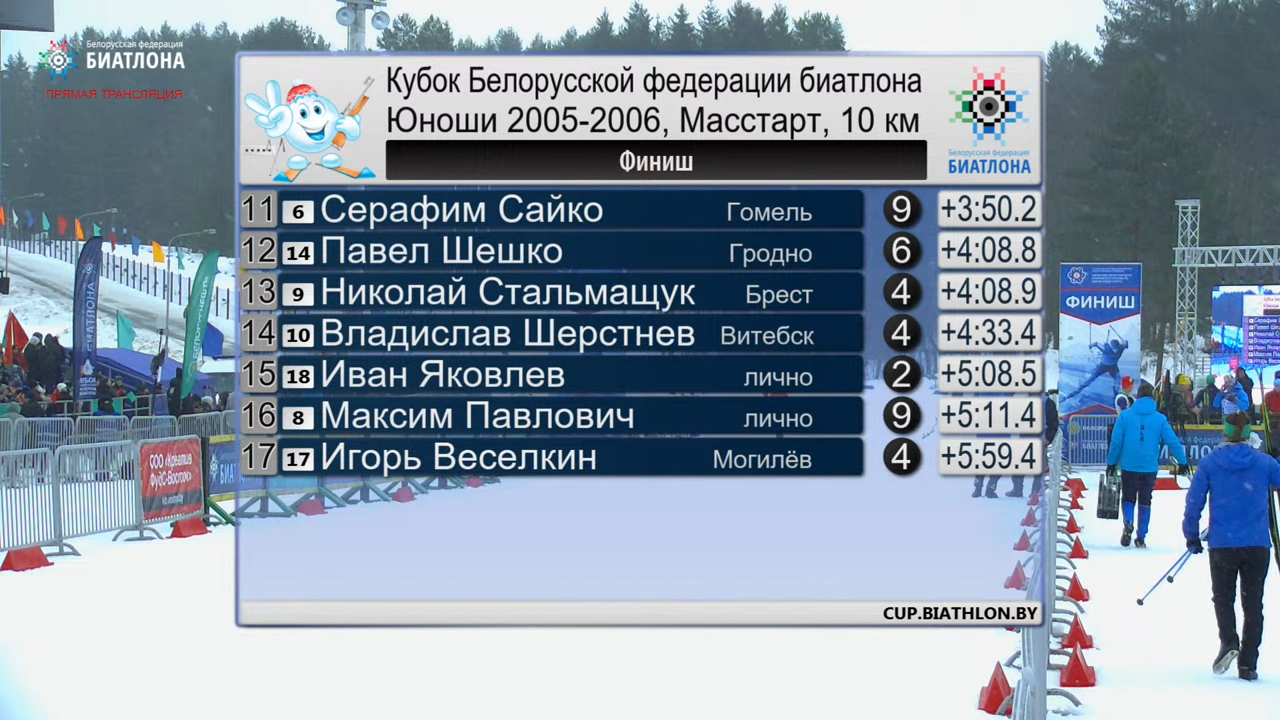 Белорусская федерация
БИАТЛОНА
ПРЯМАЯ ТРАНСЛЯЦИЯ
Кубок Белорусской федерации биатлона
Юноши 2005-2006, Масстарт, 10 км
Финиш
Белорусская федерация
БИАТЛОНА
11 6 Серафим Сайко Гомель 9 +3:50.2
12 14 Павел Шешко Гродно 6 +4:08.8
13 9 Николай Стальмащук Брест 4 +4:08.9
14 10 Владислав Шерстнев Витебск 4 +4:33.4
15 18 Иван Яковлев лично 2 +5:08.5
16 8 Максим Павлович лично 9 +5:11.4
17 17 Игорь Веселкин Могилёв 4 +5:59.4
CUP.BIATHLON.BY
ФИНИШ
ООО «Креатив
ФудС-Восток»